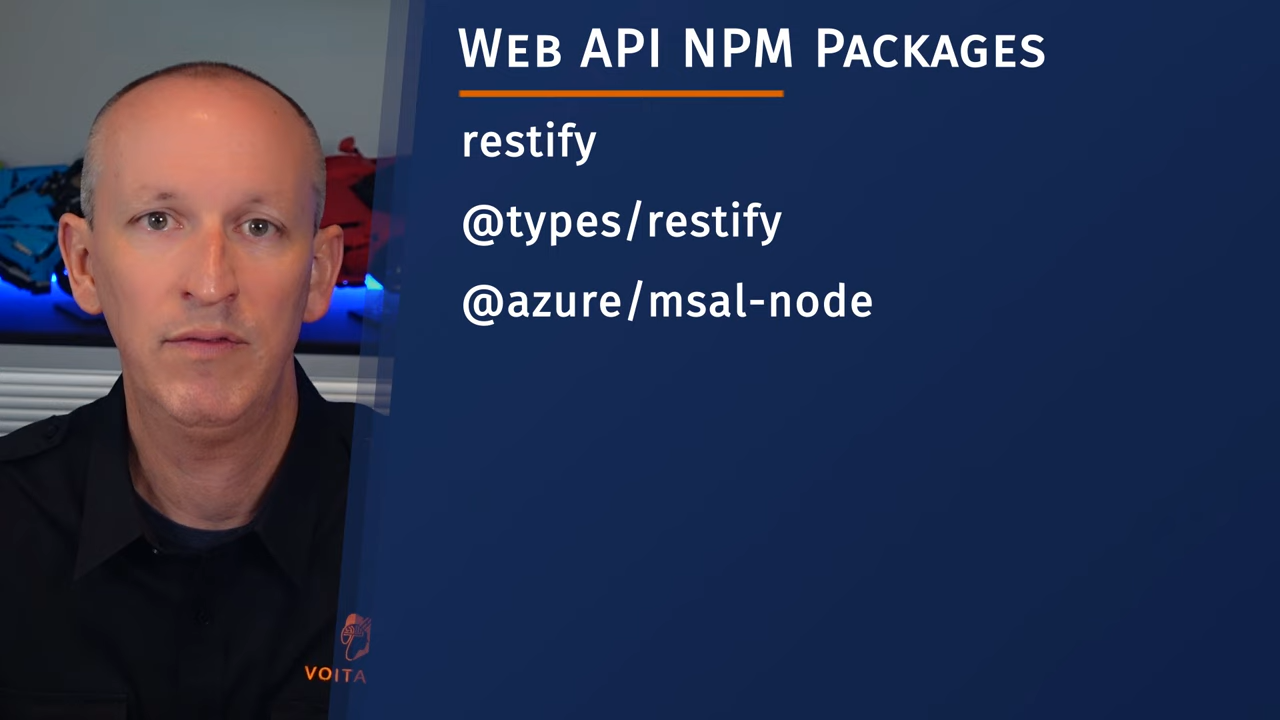 Web API NPM Packages
restify
@types/restify
@azure/msal-node
VOITA